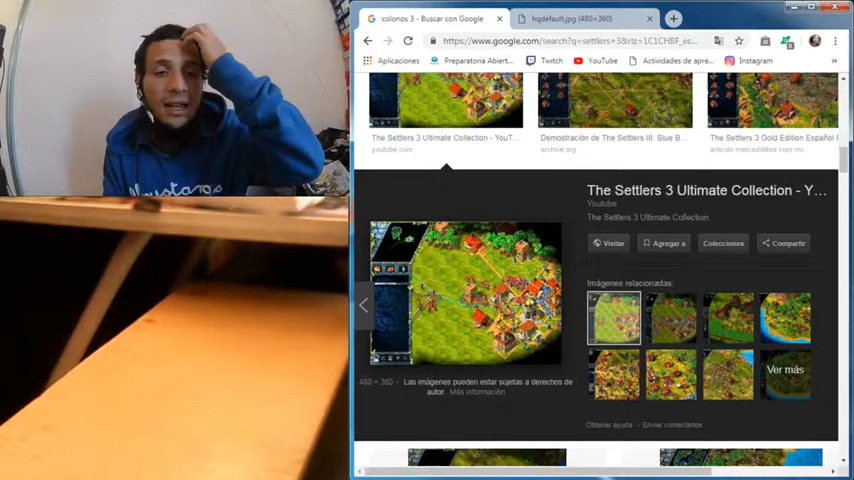 colonos 3 - Buscar con Google
hqdefault.jpg (480×360)
https://www.google.com/search?q=settlers+3&rlz=1C1CHBF_es...
Aplicaciones
Preparatoria Abiert...
Twitch
YouTube
Actividades de apre...
Instagram
The Settlers 3 Ultimate Collection - YouT...
Demostración de The Settlers III: Blue B...
The Settlers 3 Gold Edition Español
youtube.com
archive.org
articulo.mercadolibre.com.mx
The Settlers 3 Ultimate Collection - Y...
Youtube
The Settlers 3 Ultimate Collection.
Visitar
Agregar a
Colecciones
Compartir
Imágenes relacionadas:
Ver más
480 × 360 - Las imágenes pueden estar sujetas a derechos de
autor. Más información
Obtener ayuda - Enviar comentarios